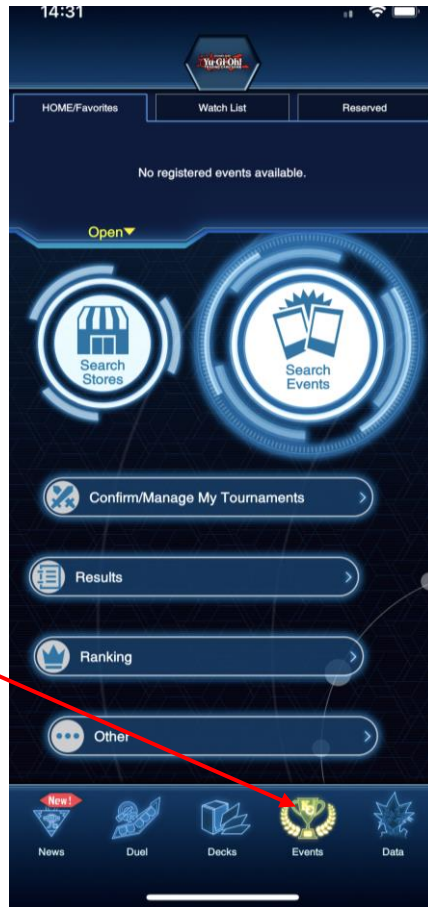 14:31
Yu-Gi-Oh!
HOME/Favorites
Watch List
Reserved
No registered events available.
Open▼
Search
Stores
Search
Events
Confirm/Manage My Tournaments
Results
Ranking
Other
New!
News
Duel
Decks
Events
Data